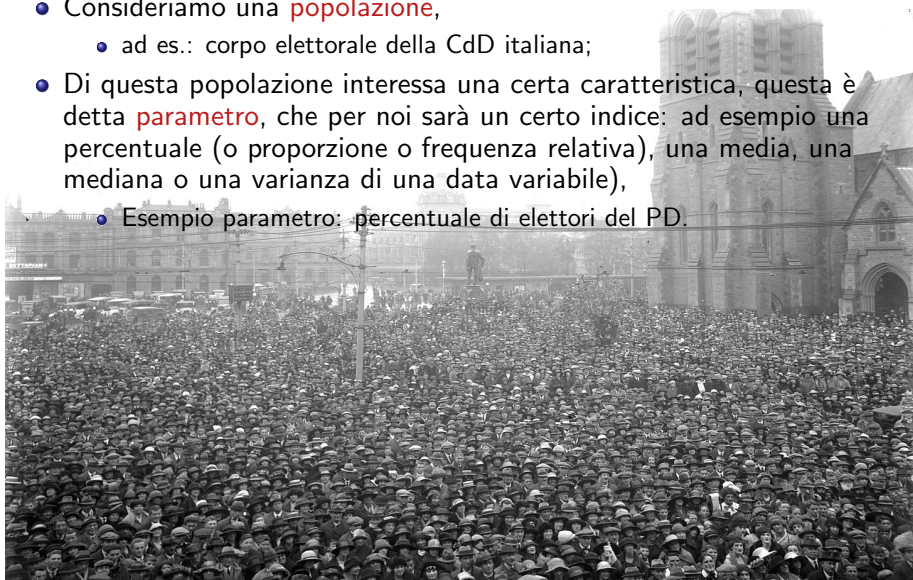 Consideriamo una popolazione,
ad es.: corpo elettorale della CdD italiana;
Di questa popolazione interessa una certa caratteristica, questa è
detta parametro, che per noi sarà un certo indice: ad esempio una
percentuale (o proporzione o frequenza relativa), una media, una
mediana o una varianza di una data variabile),
Esempio parametro: percentuale di elettori del PD.